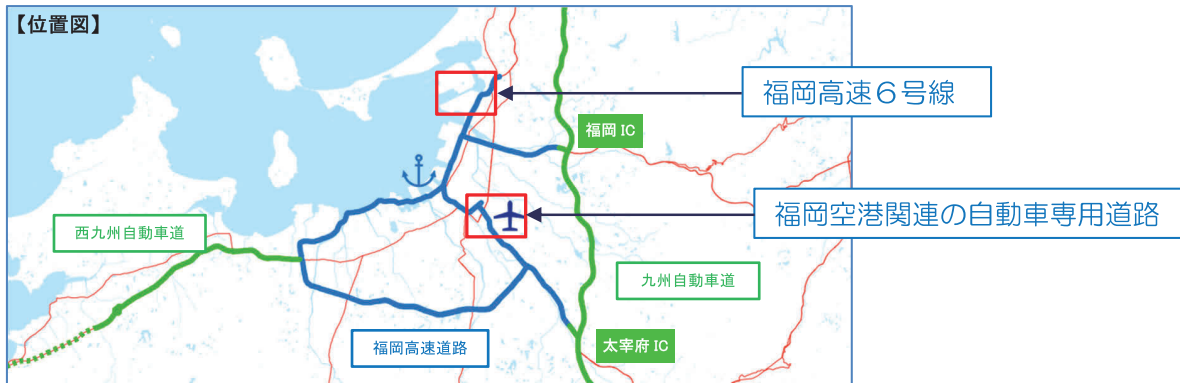 【位置図】
福岡高速６号線
福岡 IC
福岡空港関連の自動車専用道路
西九州自動車道
九州自動車道
福岡高速道路
太宰府 IC